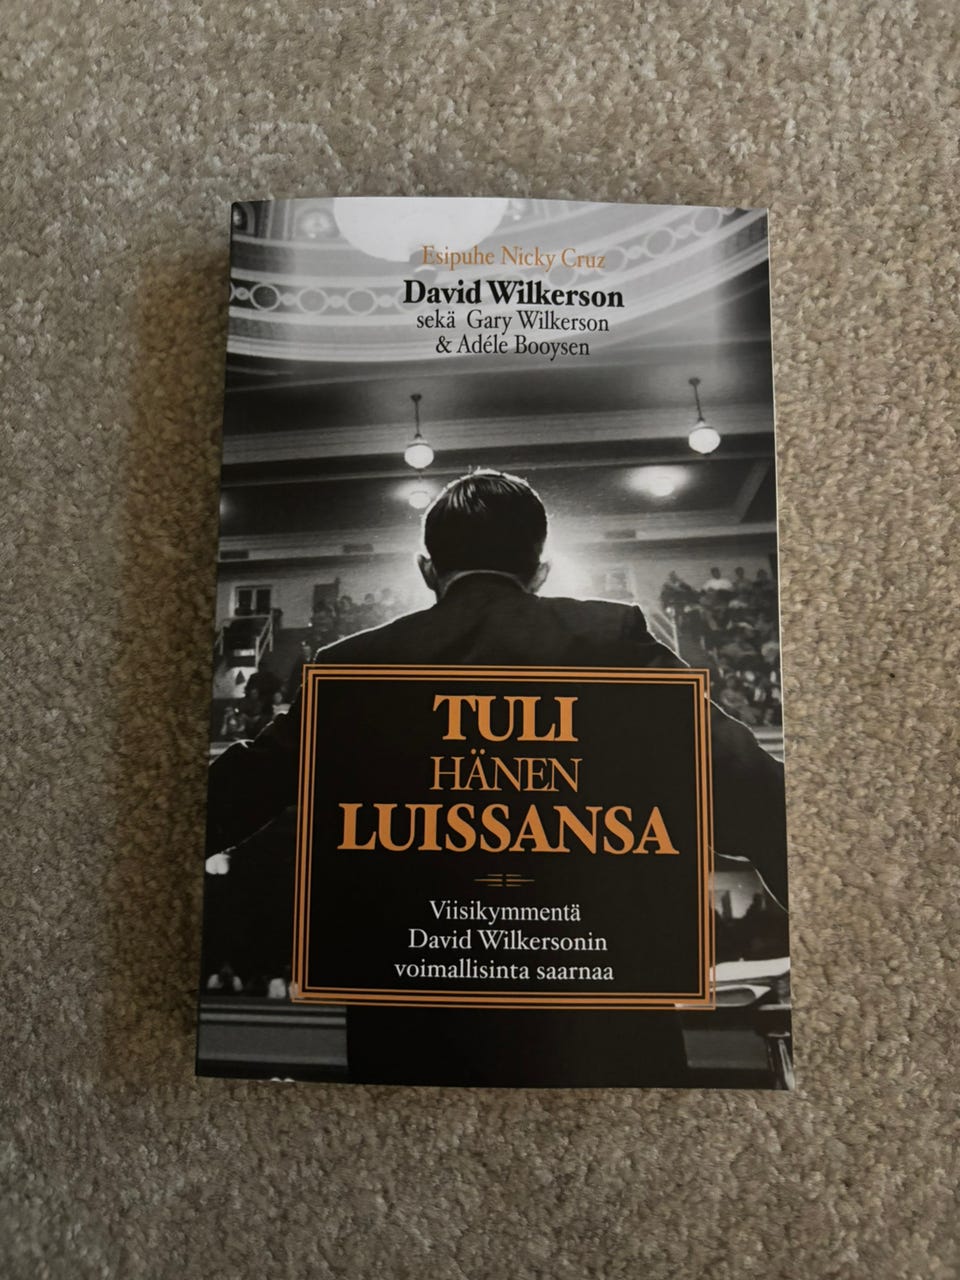 Esipuhe Nicky Cruz
David Wilkerson
sekä Gary Wilkerson
& Adéle Booysen
TULI
HÄNEN
LUISSANSA
Viisikymmentä
David Wilkersonin
voimallisinta saarnaa